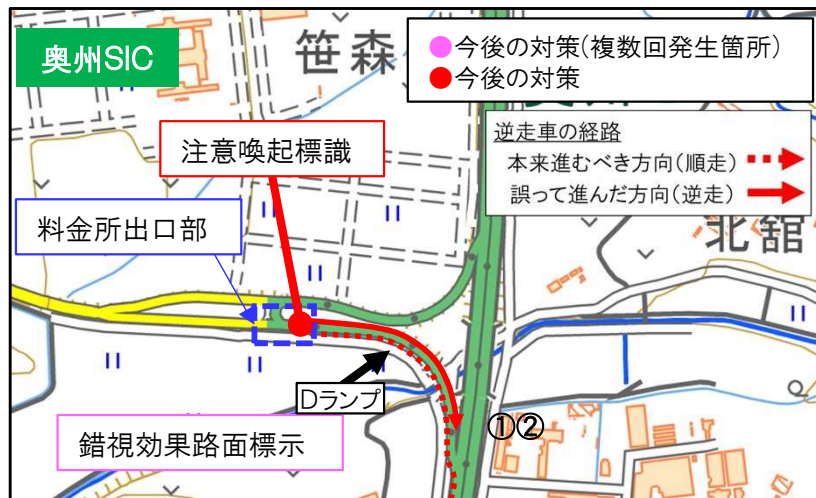 奥州SIC
笹森
●今後の対策(複数回発生箇所)
●今後の対策
逆走車の経路
本来進むべき方向(順走)
誤って進んだ方向(逆走)
注意喚起標識
料金所出口部
北舘
Dランプ
①②
錯視効果路面標示